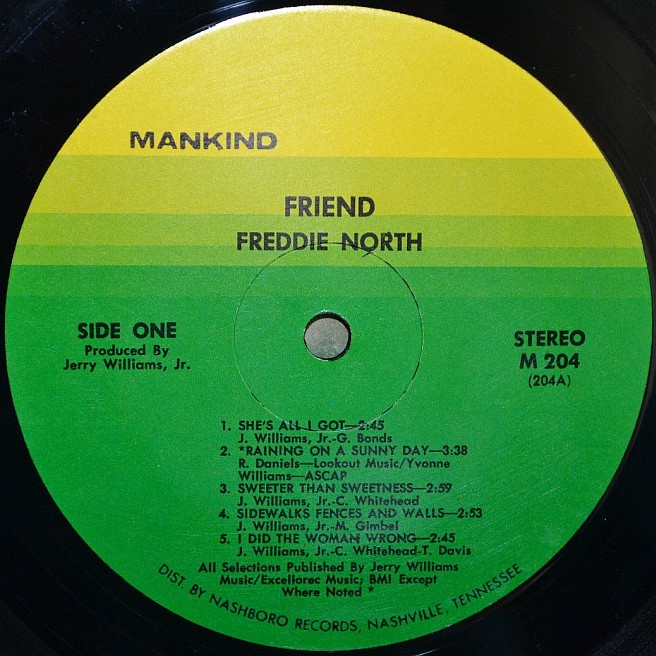 MANKIND
FRIEND
FREDDIE NORTH
SIDE ONE
Produced By
Jerry Williams, Jr.
STEREO
M 204
(204A)
1. SHE'S ALL I GOT—2:45
J. Williams, Jr.-G. Bonds
2. *RAINING ON A SUNNY DAY—3:38
R. Daniels—Lookout Music/Yvonne
Williams—ASCAP
3. SWEETER THAN SWEETNESS—2:59
J. Williams, Jr.-C. Whitehead
4. SIDEWALKS FENCES AND WALLS—2:53
J. Williams, Jr.-M. Gimbel
5. I DID THE WOMAN WRONG—2:45
J. Williams, Jr.-C. Whitehead-T. Davis
All Selections Published By Jerry Williams
Music/Excellorec Music; BMI Except
Where Noted *
DIST. BY NASHBORO RECORDS, NASHVILLE, TENNESSEE